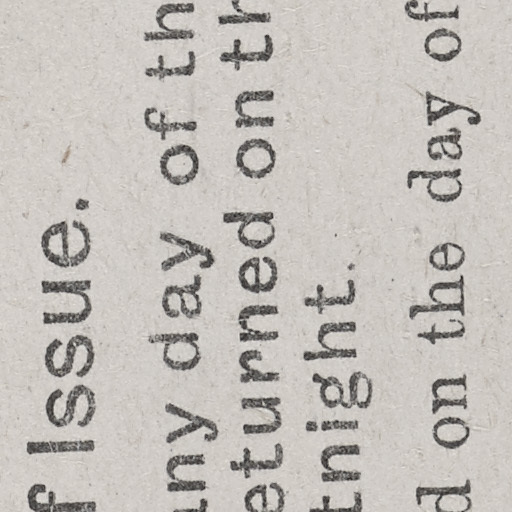 f Issue.
ny day of th
eturned on th
tnight.
d on the day of